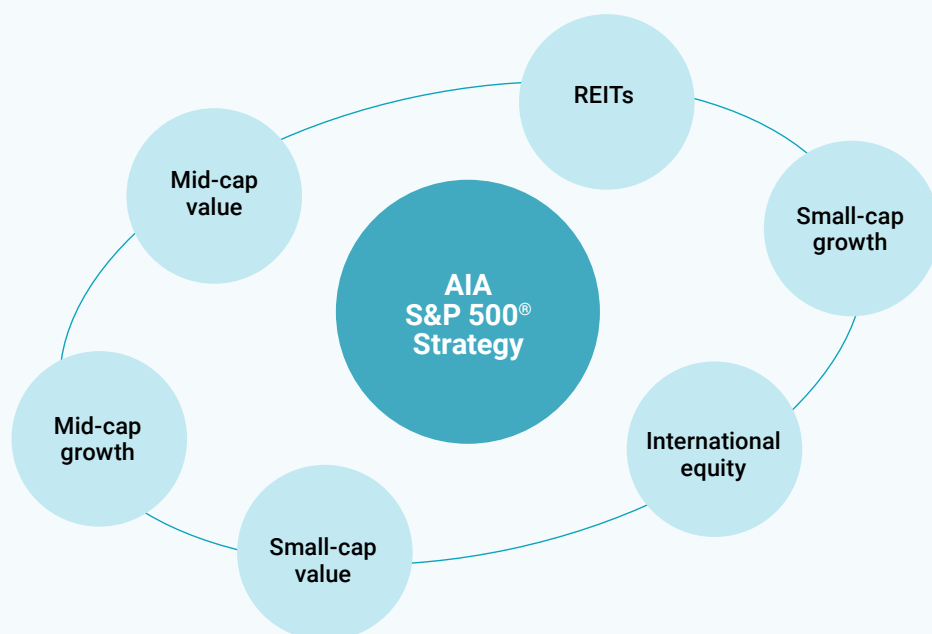 REITs
Mid-cap
value
Small-cap
growth
AIA
S&P 500®
Strategy
Mid-cap
growth
International
equity
Small-cap
value